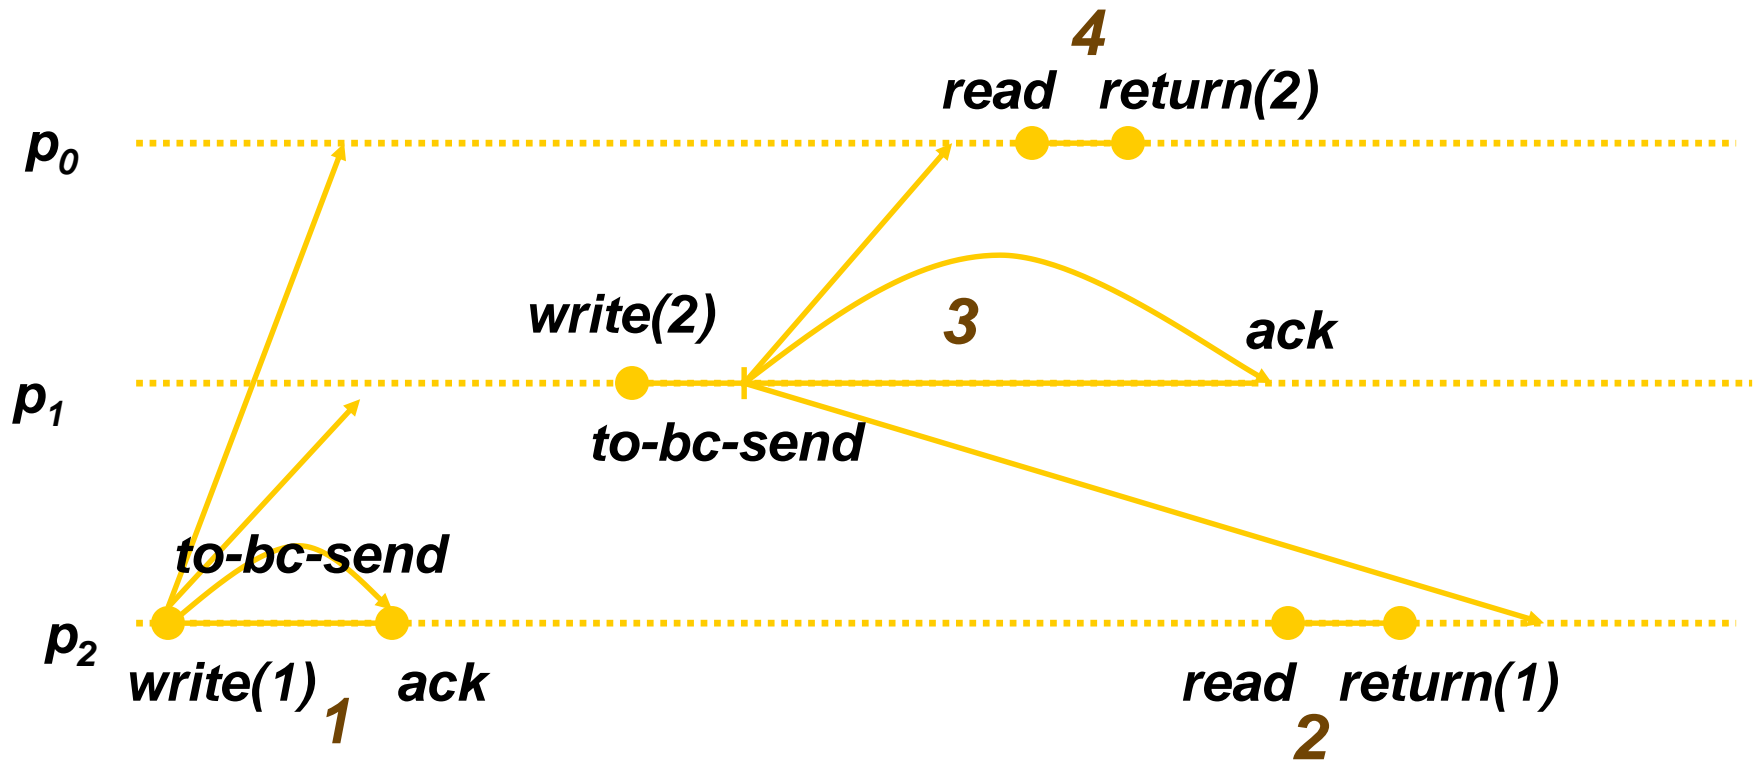 4
read return(2)
p0
write(2)
3
ack
p1
to-bc-send
to-bc-send
p2
write(1)
ack
read return(1)
1
2